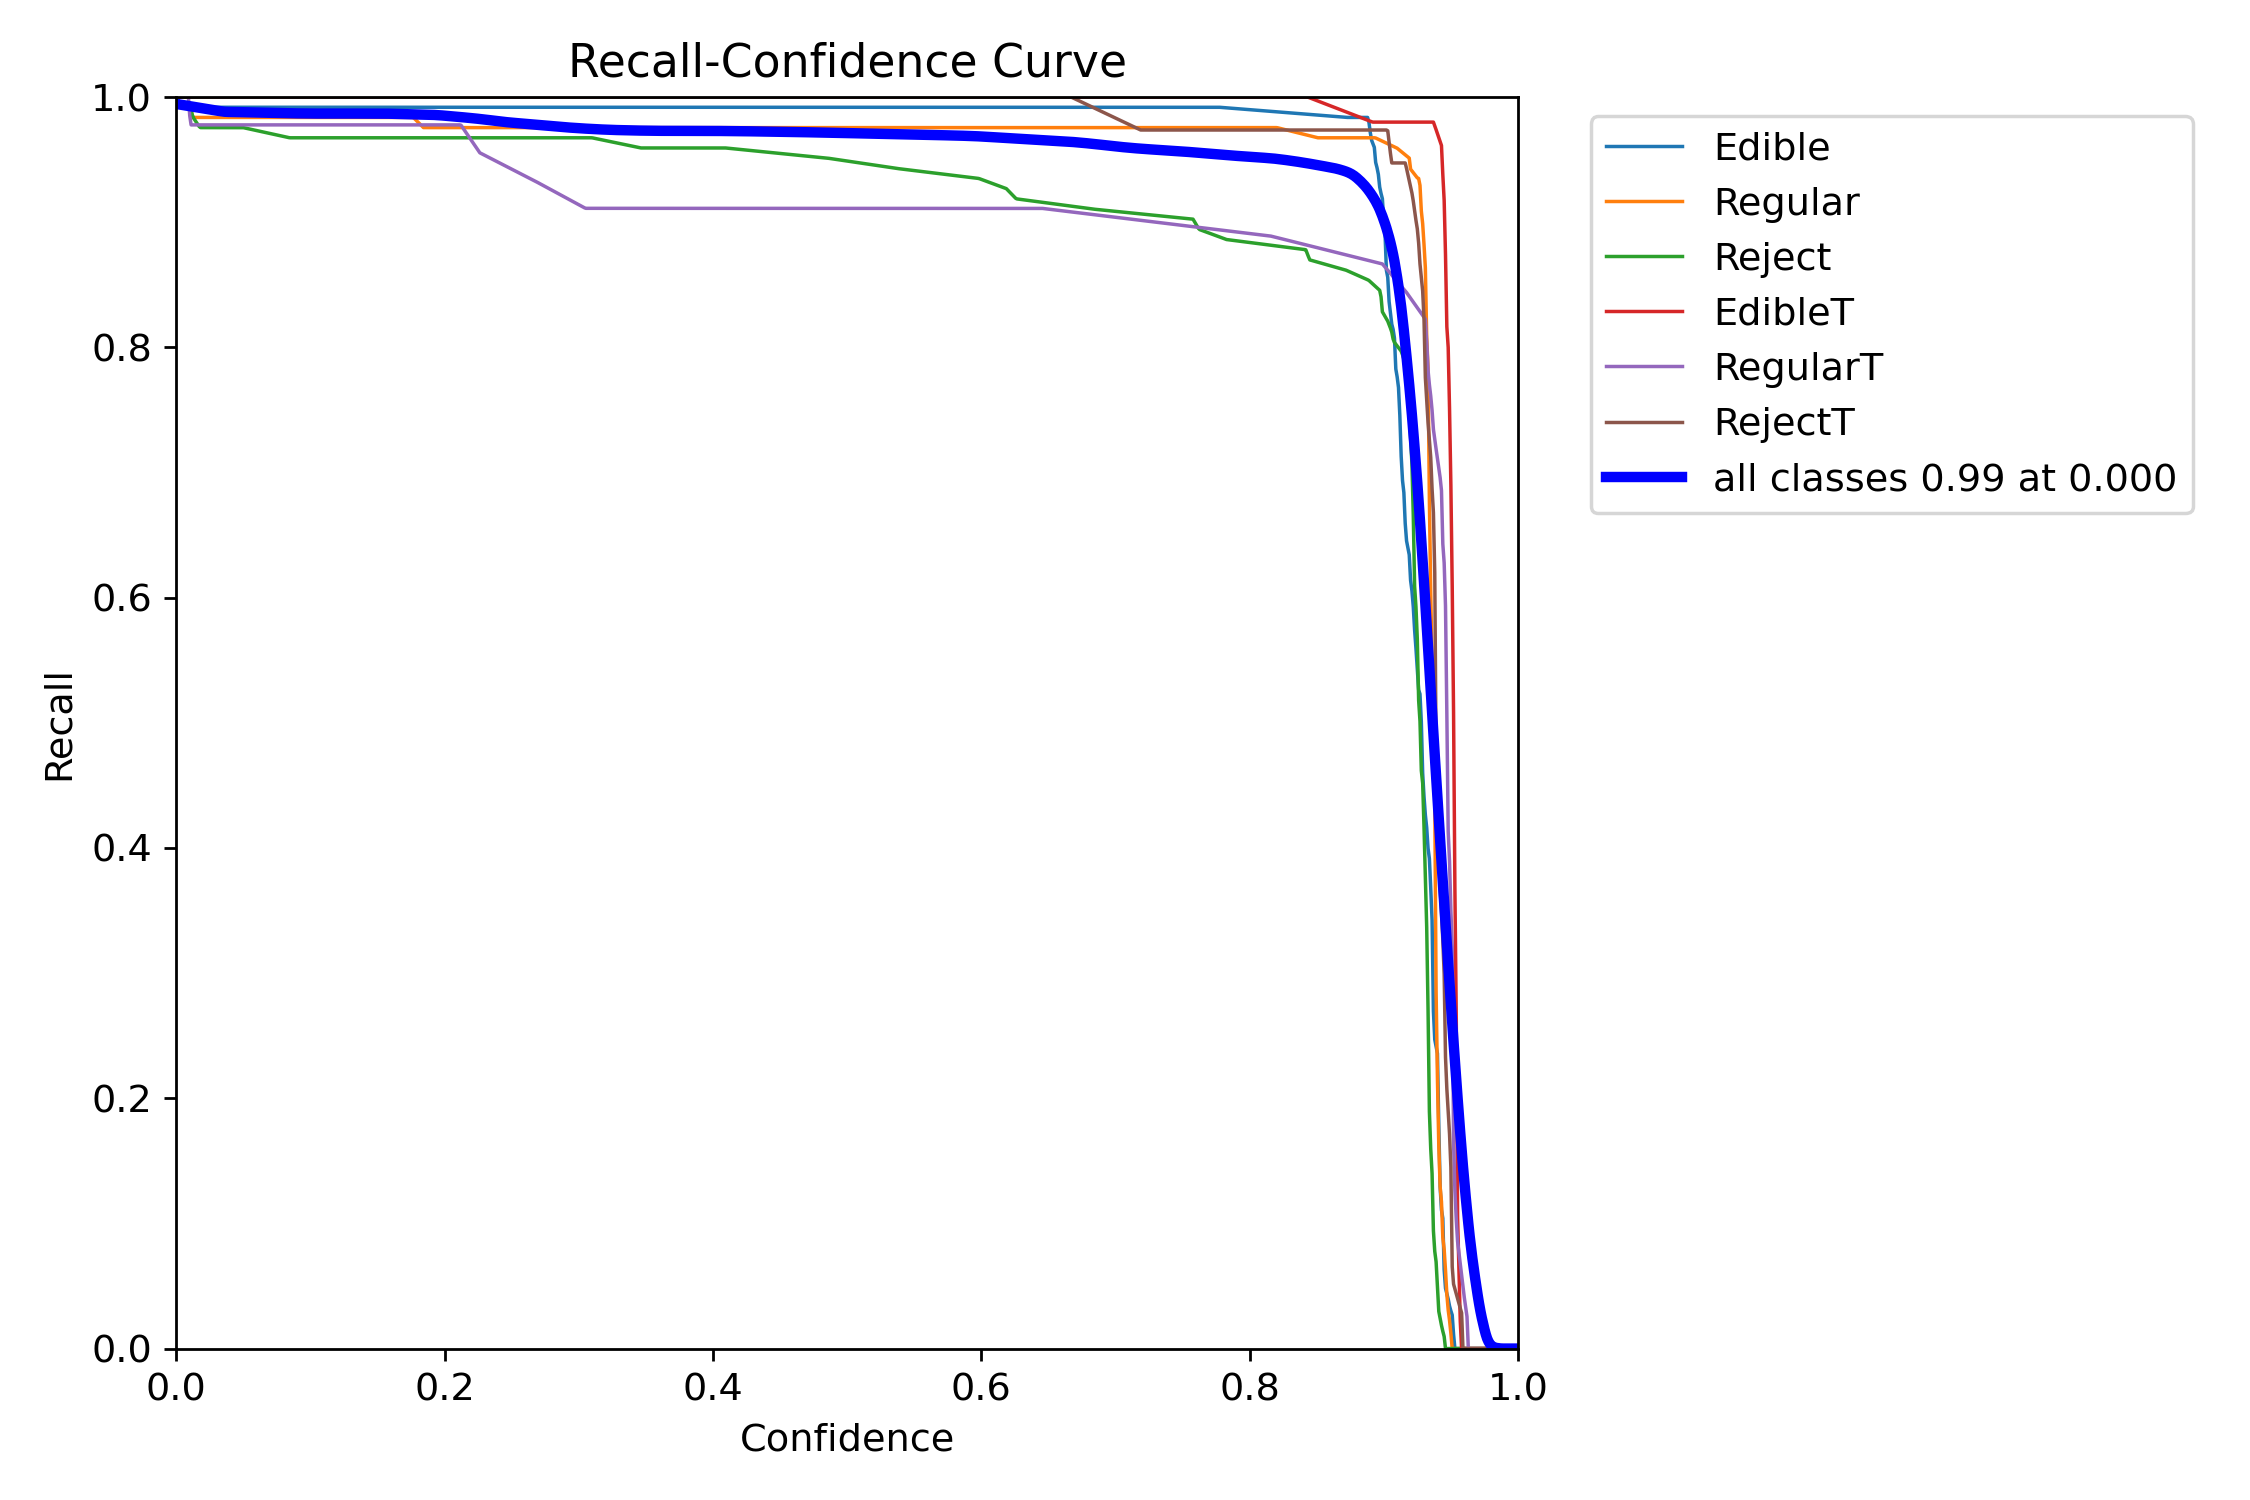 Recall-Confidence Curve
1.0
0.8
0.6
0.4
0.2
0.0
Recall
0.0 0.2 0.4 0.6 0.8 1.0
Confidence
Edible
Regular
Reject
EdibleT
RegularT
RejectT
all classes 0.99 at 0.000